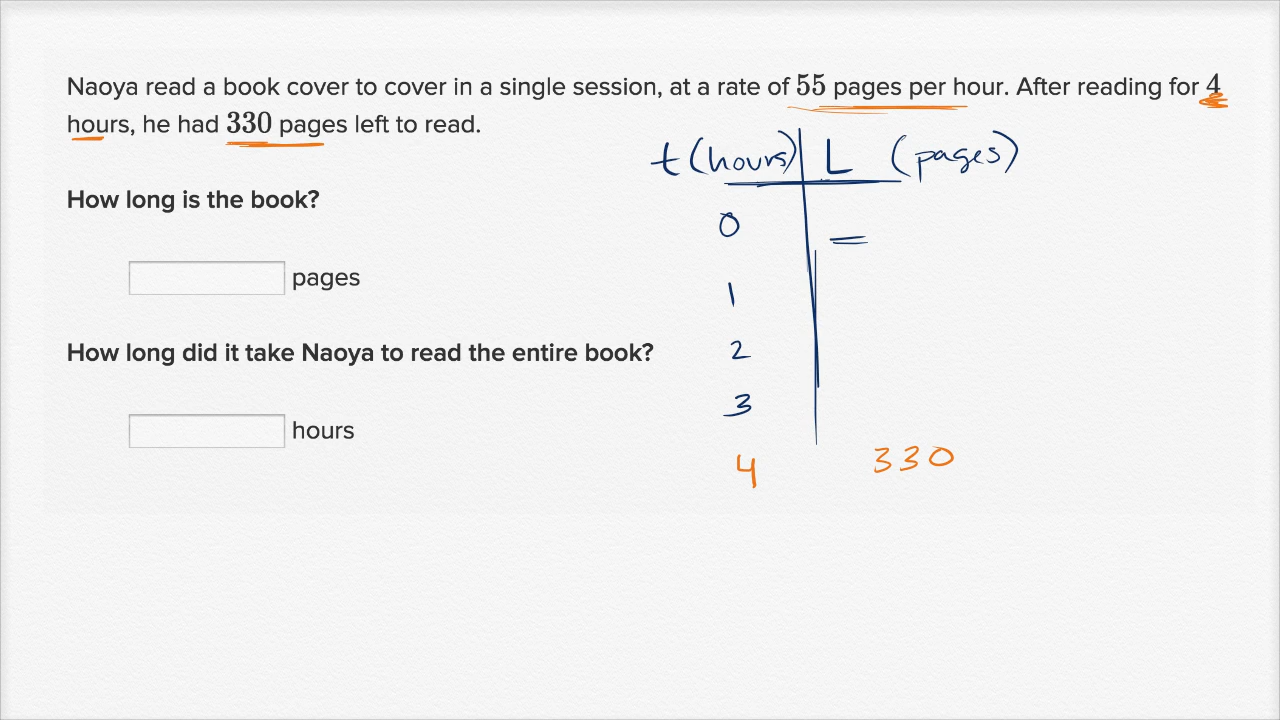 Naoya read a book cover to cover in a single session, at a rate of 55 pages per hour. After reading for 4
hours, he had 330 pages left to read.
t (hours) L (pages)
How long is the book?
0 =
pages
1
How long did it take Naoya to read the entire book?
2
3
hours
4 330